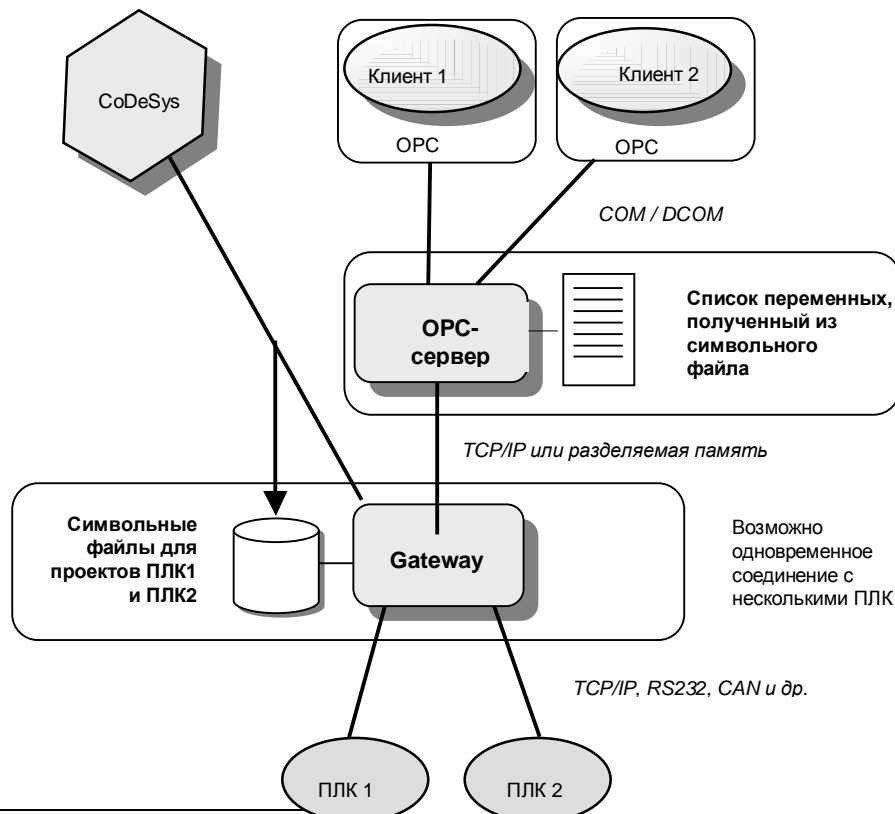 CoDeSys
Клиент 1
Клиент 2
OPC
OPC
COM / DCOM
OPC-
сервер
Список переменных,
полученный из
символьного
файла
TCP/IP или разделяемая память
Символьные
файлы для
проектов ПЛК1
и ПЛК2
Gateway
Возможно
одновременное
соединение с
несколькими ПЛК
TCP/IP, RS232, CAN и др.
ПЛК 1
ПЛК 2